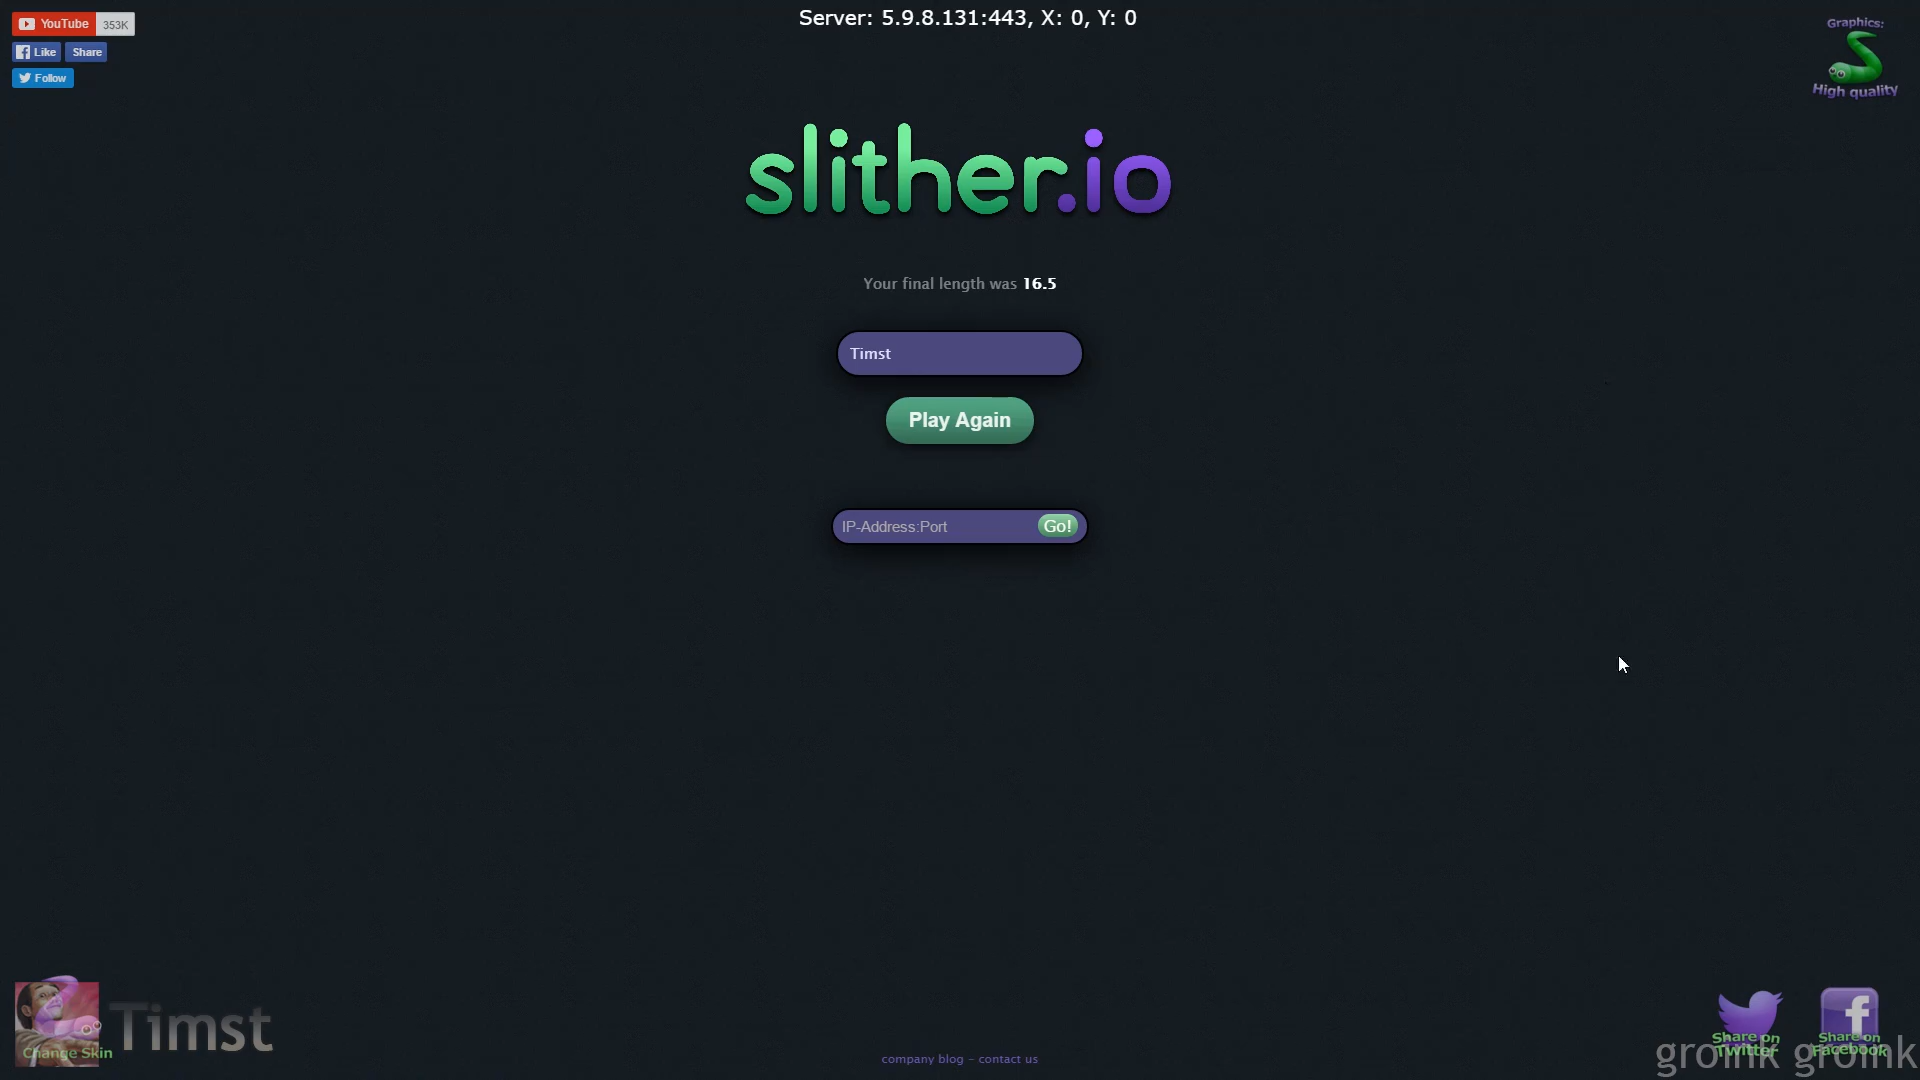 Server: 5.9.8.131:443, X: 0, Y: 0
YouTube 353K
Like Share
Follow
Graphics:
High quality
slither.io
Your final length was 16.5
Timst
Play Again
IP-Address:Port Go!
Change Skin
Timst
company blog – contact us
Share on Twitter
Share on Facebook
groink groink